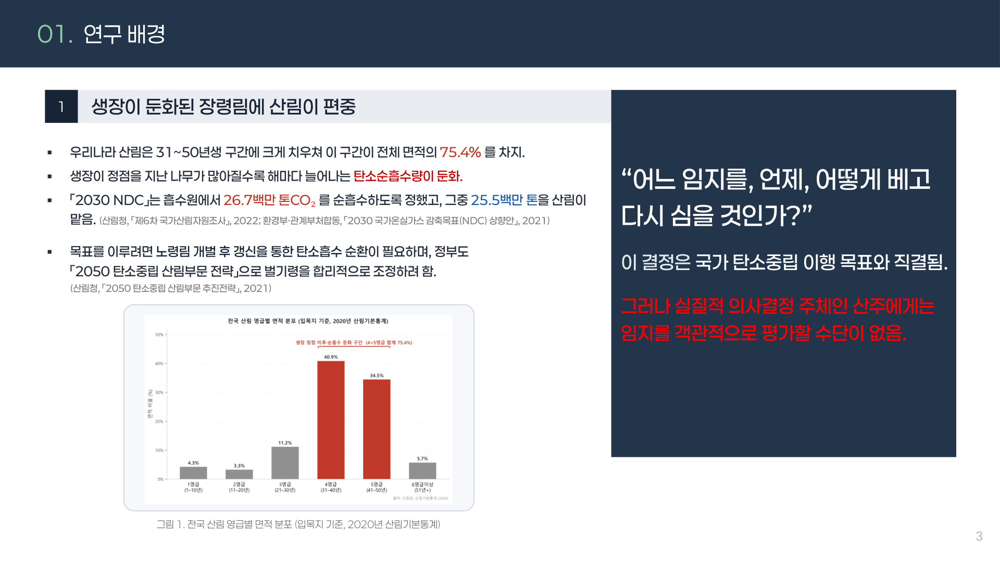 01. 연구 배경
1 생장이 둔화된 장령림에 산림이 편중
▪ 우리나라 산림은 31~50년생 구간에 크게 치우쳐 이 구간이 전체 면적의 75.4% 를 차지.
▪ 생장이 정점을 지난 나무가 많아질수록 해마다 늘어나는 탄소순흡수량이 둔화.
▪ 「2030 NDC」는 흡수원에서 26.7백만 톤CO₂ 를 순흡수하도록 정했고, 그중 25.5백만 톤을 산림이
맡음. (산림청, 「제6차 국가산림자원조사」, 2022; 환경부·관계부처합동, 「2030 국가온실가스 감축목표(NDC) 상향안」, 2021)
▪ 목표를 이루려면 노령림 개벌 후 갱신을 통한 탄소흡수 순환이 필요하며, 정부도
「2050 탄소중립 산림부문 전략」으로 벌기령을 합리적으로 조정하려 함.
(산림청, 「2050 탄소중립 산림부문 추진전략」, 2021)
전국 산림 영급별 면적 분포 (입목지 기준, 2020년 산림기본통계)
생장 정점 이후·순흡수 둔화 구간 (4+5영급 합계 75.4%)
면적 비율 (%)
50%
40%
30%
20%
10%
0%
4.3%
3.3%
11.2%
40.9%
34.5%
5.7%
1영급 2영급 3영급 4영급 5영급 6영급이상
(1–10년) (11–20년) (21–30년) (31–40년) (41–50년) (51년+)
출처: 산림청, 산림기본통계 (2020)
그림 1. 전국 산림 영급별 면적 분포 (입목지 기준, 2020년 산림기본통계)
“어느 임지를, 언제, 어떻게 베고
다시 심을 것인가?”
이 결정은 국가 탄소중립 이행 목표와 직결됨.
그러나 실질적 의사결정 주체인 산주에게는
임지를 객관적으로 평가할 수단이 없음.
3